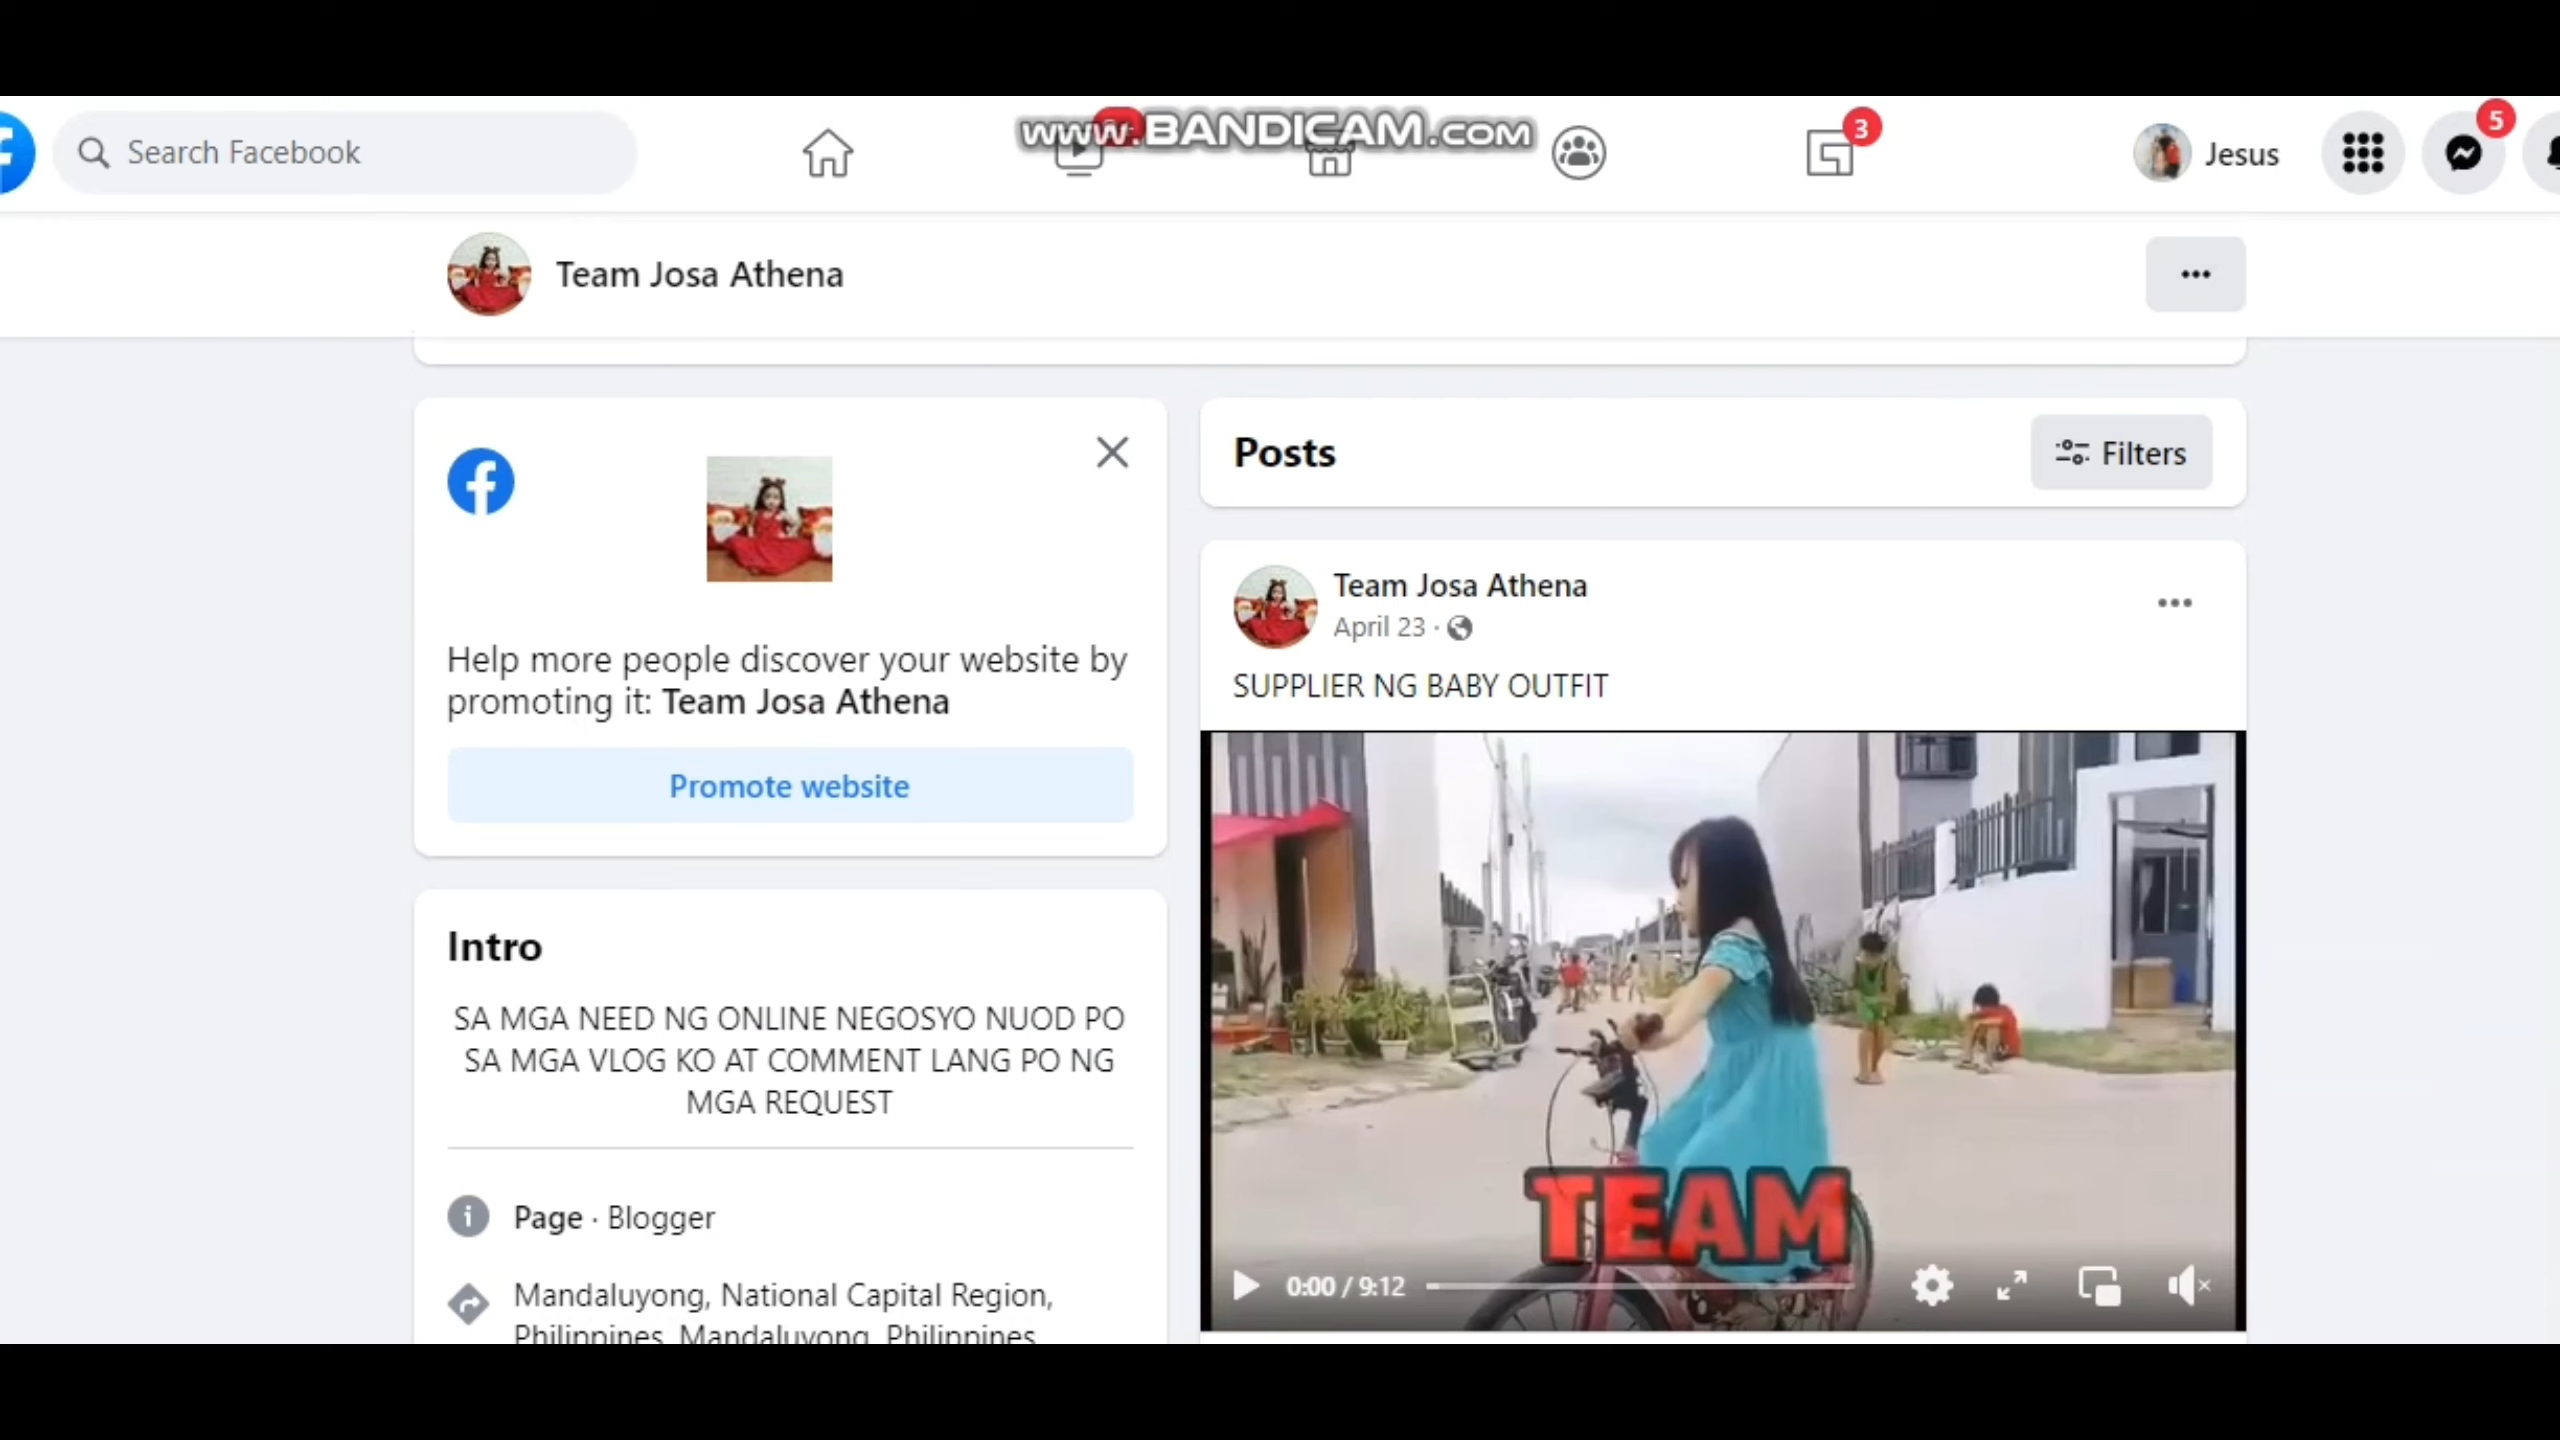 www.BANDICAM.com
Search Facebook
3
Jesus
5
Team Josa Athena
Help more people discover your website by
promoting it: Team Josa Athena
Promote website
Intro
SA MGA NEED NG ONLINE NEGOSYO NUOD PO
SA MGA VLOG KO AT COMMENT LANG PO NG
MGA REQUEST
Page · Blogger
Mandaluyong, National Capital Region,
Philippines, Mandaluyong, Philippines
Posts
Filters
Team Josa Athena
April 23 ·
SUPPLIER NG BABY OUTFIT
TEAM
0:00 / 9:12